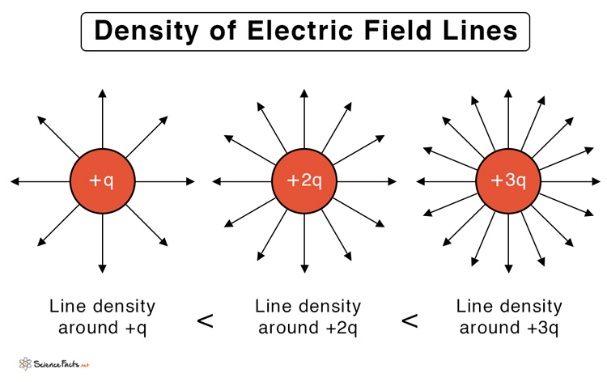 Density of Electric Field Lines
+q
+2q
+3q
Line density
around +q
<
Line density
around +2q
<
Line density
around +3q
ScienceFacts.net